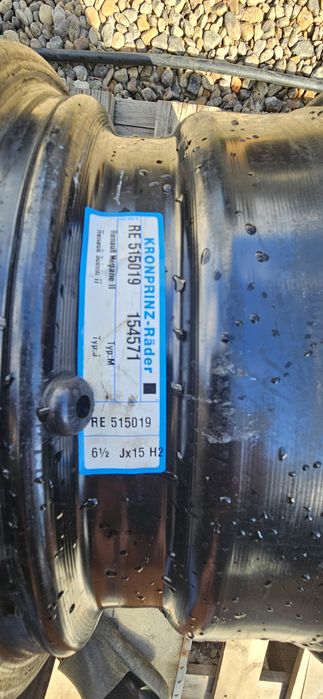 KRONPRINZ-Räder
RE 515019 154571
Renault Megane II Typ:M
Renault Scenic II Typ:J
RE 515019
6½ Jx15 H2